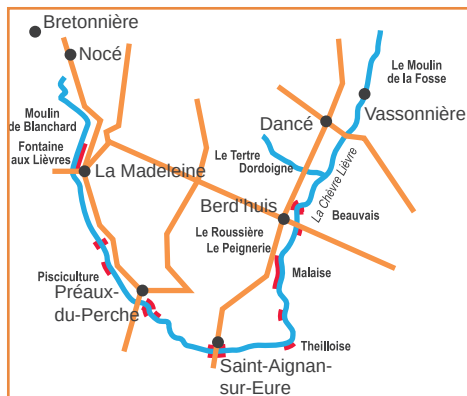 Bretonnière
Nocé
Le Moulin
de la Fosse
Moulin
de Blanchard
Vassonnière
Dancé
Fontaine
aux Lièvres
Le Tertre
Dordoigne
La Madeleine
La Chèvre Lièvre
Berd'huis
Beauvais
Le Roussière
Le Peignerie
Pisciculture
Malaise
Préaux-
du-Perche
Theilloise
Saint-Aignan-
sur-Eure